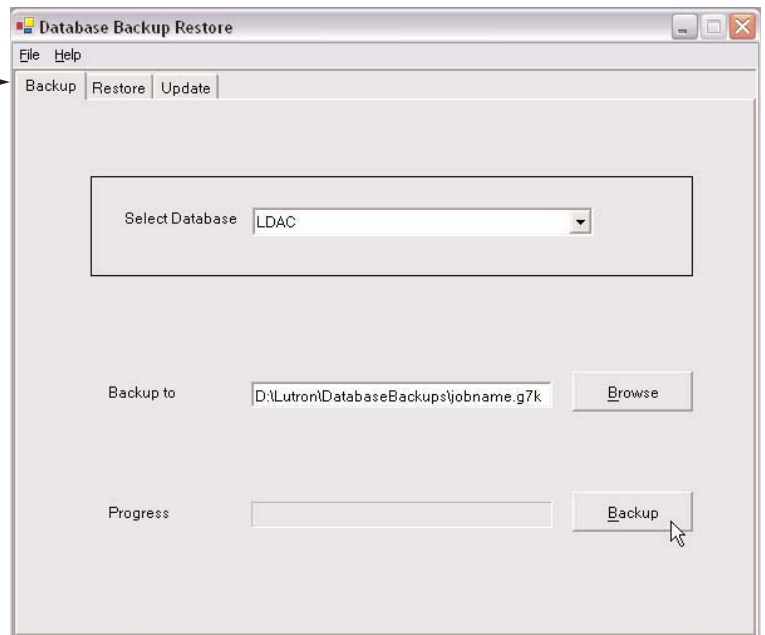 Database Backup Restore
File Help
Backup Restore Update
Select Database LDAC
Backup to D:\Lutron\DatabaseBackups\jobname.g7k Browse
Progress Backup